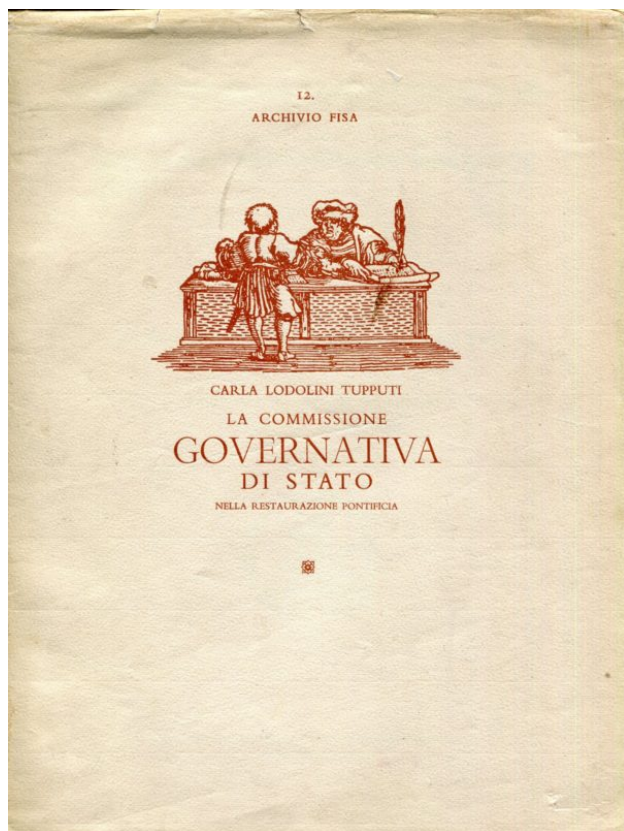 12.
ARCHIVIO FISA
CARLA LODOLINI TUPPUTI
LA COMMISSIONE
GOVERNATIVA
DI STATO
NELLA RESTAURAZIONE PONTIFICIA